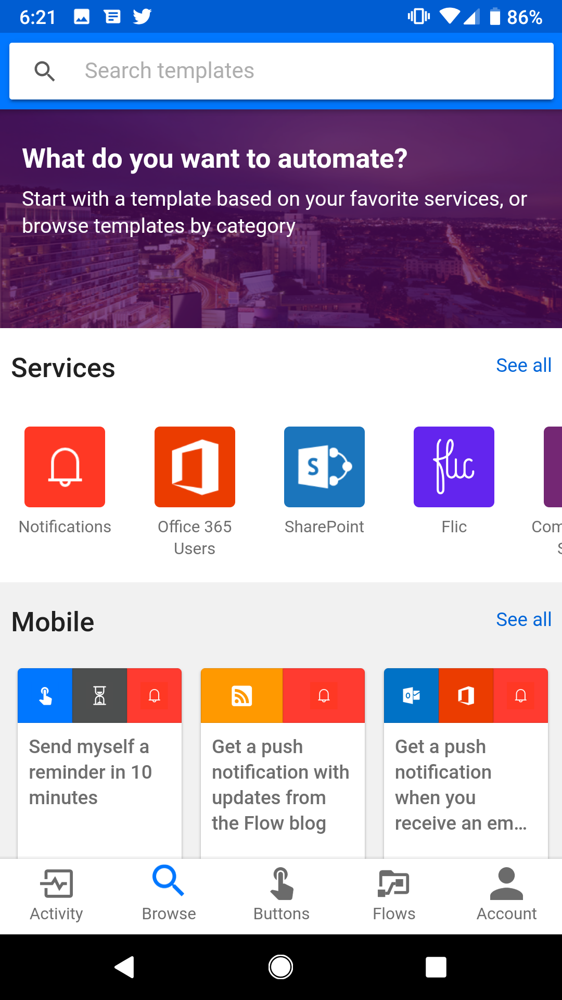 6:21
86%
Search templates
What do you want to automate?
Start with a template based on your favorite services, or
browse templates by category
Services
See all
S
flic
Notifications
Office 365
Users
SharePoint
Flic
Com
S
Mobile
See all
O
Send myself a
reminder in 10
minutes
Get a push
notification with
updates from
the Flow blog
Get a push
notification
when you
receive an em...
Activity
Browse
Buttons
Flows
Account